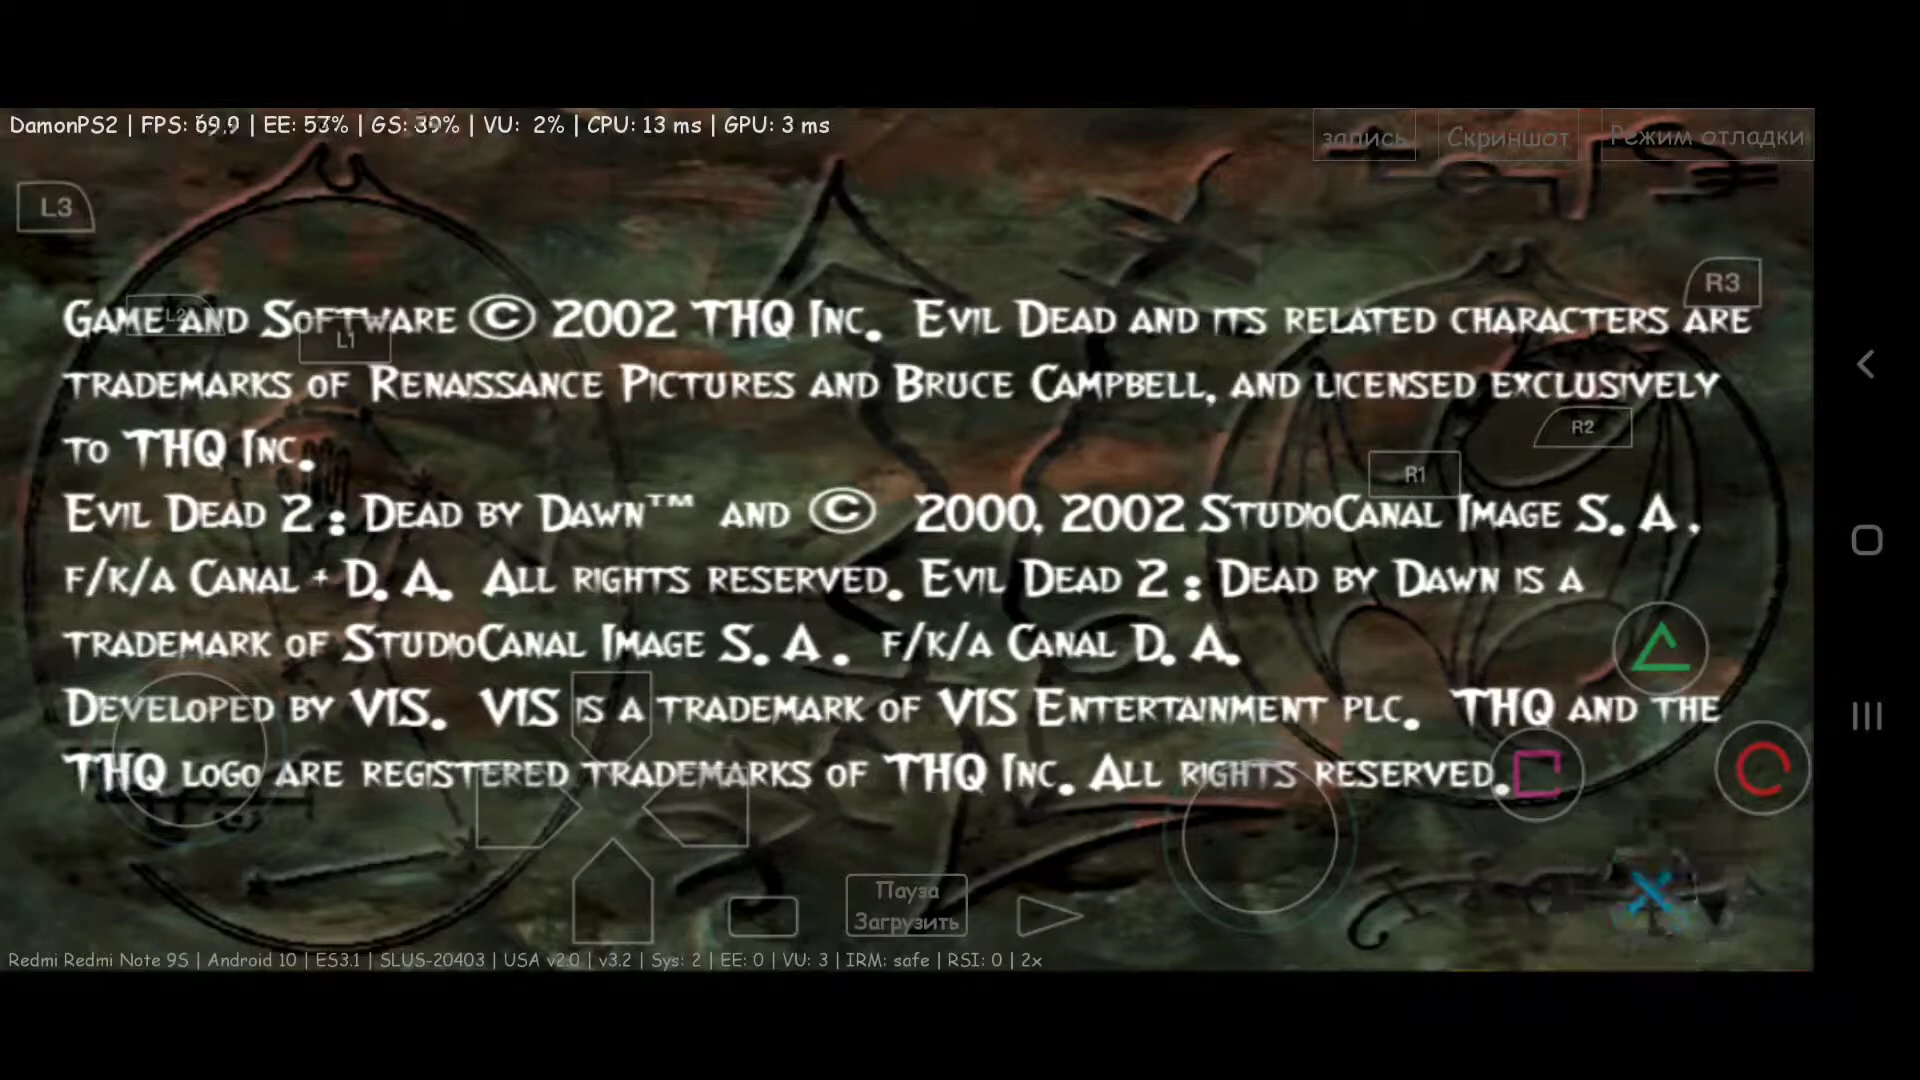 DamonPS2 | FPS: 59.9 | EE: 57% | GS: 39% | VU: 2% | CPU: 13 ms | GPU: 3 ms
запись Скриншот Режим отладки
L3
R3
L2
L1
Game and Software © 2002 THQ Inc. Evil Dead and its related characters are
trademarks of Renaissance Pictures and Bruce Campbell, and licensed exclusively
to THQ Inc.
R2
R1
Evil Dead 2 : Dead by Dawn™ and © 2000, 2002 StudioCanal Image S. A .
f/k/a Canal + D. A. All rights reserved. Evil Dead 2 : Dead by Dawn is a
trademark of StudioCanal Image S. A . f/k/a Canal D. A.
Developed by VIS. VIS is a trademark of VIS Entertainment plc. THQ and the
THQ logo are registered trademarks of THQ Inc. All rights reserved.
Пауза
Загрузить
Redmi Redmi Note 9S | Android 10 | ES3.1 | SLUS-20403 | USA v2.0 | v3.2 | Sys: 2 | EE: 0 | VU: 3 | IRM: safe | RSI: 0 | 2x